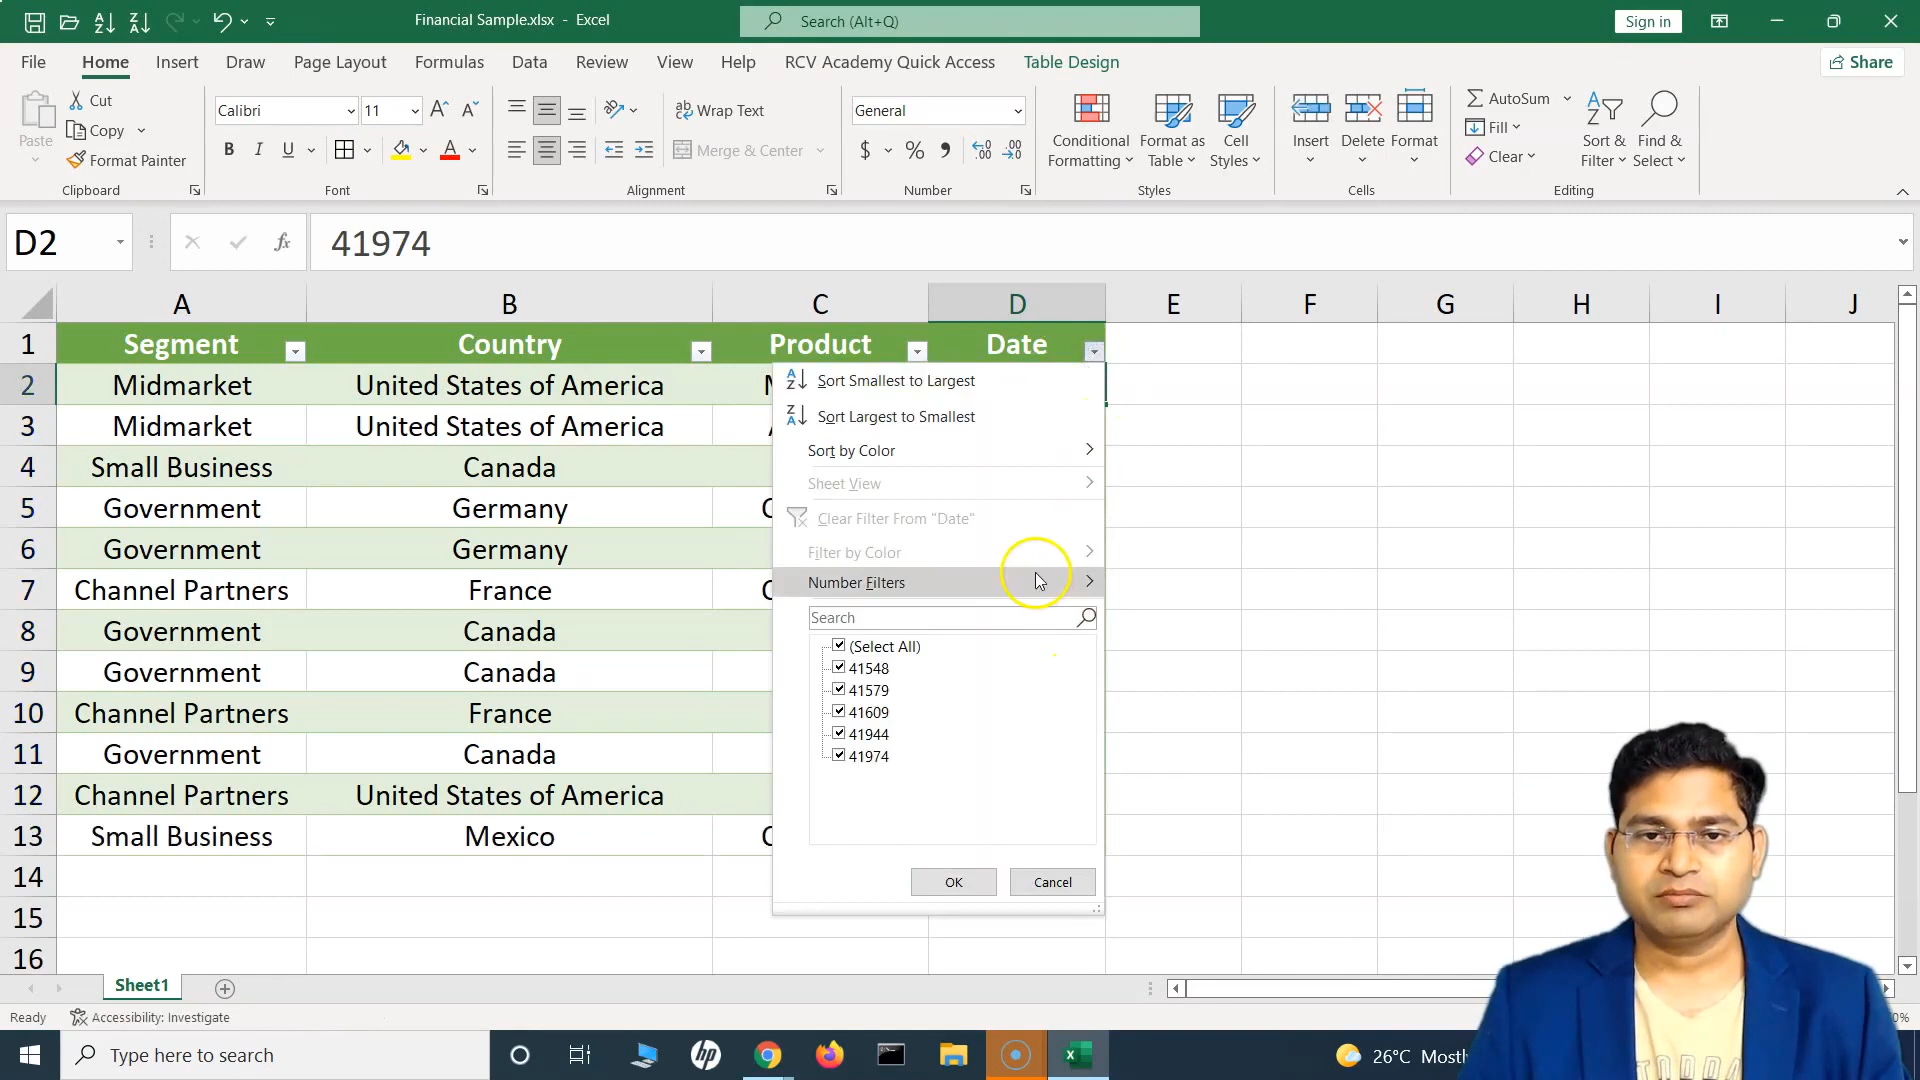 Financial Sample.xlsx - Excel
Search (Alt+Q)
Sign in
File Home Insert Draw Page Layout Formulas Data Review View Help RCV Academy Quick Access Table Design Share
Paste
Cut
Copy
Format Painter
Clipboard
Calibri 11
B I U
A
Font
Wrap Text
Merge & Center
Alignment
General
$ % ,
Number
Conditional Formatting
Format as Table
Cell Styles
Styles
Insert Delete Format
Cells
AutoSum
Fill
Clear
Sort & Filter
Find & Select
Editing
D2 fx 41974
A B C D E F G H I J
1 Segment Country Product Date
2 Midmarket United States of America
3 Midmarket United States of America
4 Small Business Canada
5 Government Germany
6 Government Germany
7 Channel Partners France
8 Government Canada
9 Government Canada
10 Channel Partners France
11 Government Canada
12 Channel Partners United States of America
13 Small Business Mexico
14
15
16
Sort Smallest to Largest
Sort Largest to Smallest
Sort by Color
Sheet View
Clear Filter From "Date"
Filter by Color
Number Filters
Search
(Select All)
41548
41579
41609
41944
41974
OK Cancel
Sheet1
Ready Accessibility: Investigate
Type here to search
hp
26°C